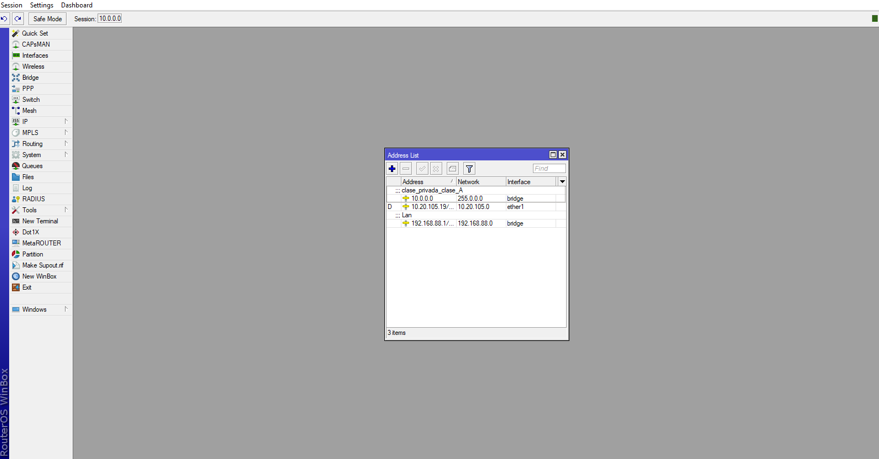 Session Settings Dashboard
Safe Mode Session: 10.0.0.0
Quick Set
CAPsMAN
Interfaces
Wireless
Bridge
PPP
Switch
Mesh
IP
MPLS
Routing
System
Queues
Files
Log
RADIUS
Tools
New Terminal
Dot1X
MetaROUTER
Partition
Make Supout.rif
New WinBox
Exit
Windows
RouterOS WinBox
Address List
Find
Address Network Interface
;;; clase_privada_clase_A
10.0.0.0 255.0.0.0 bridge
D 10.20.105.19/... 10.20.105.0 ether1
;;; Lan
192.168.88.1/... 192.168.88.0 bridge
3 items